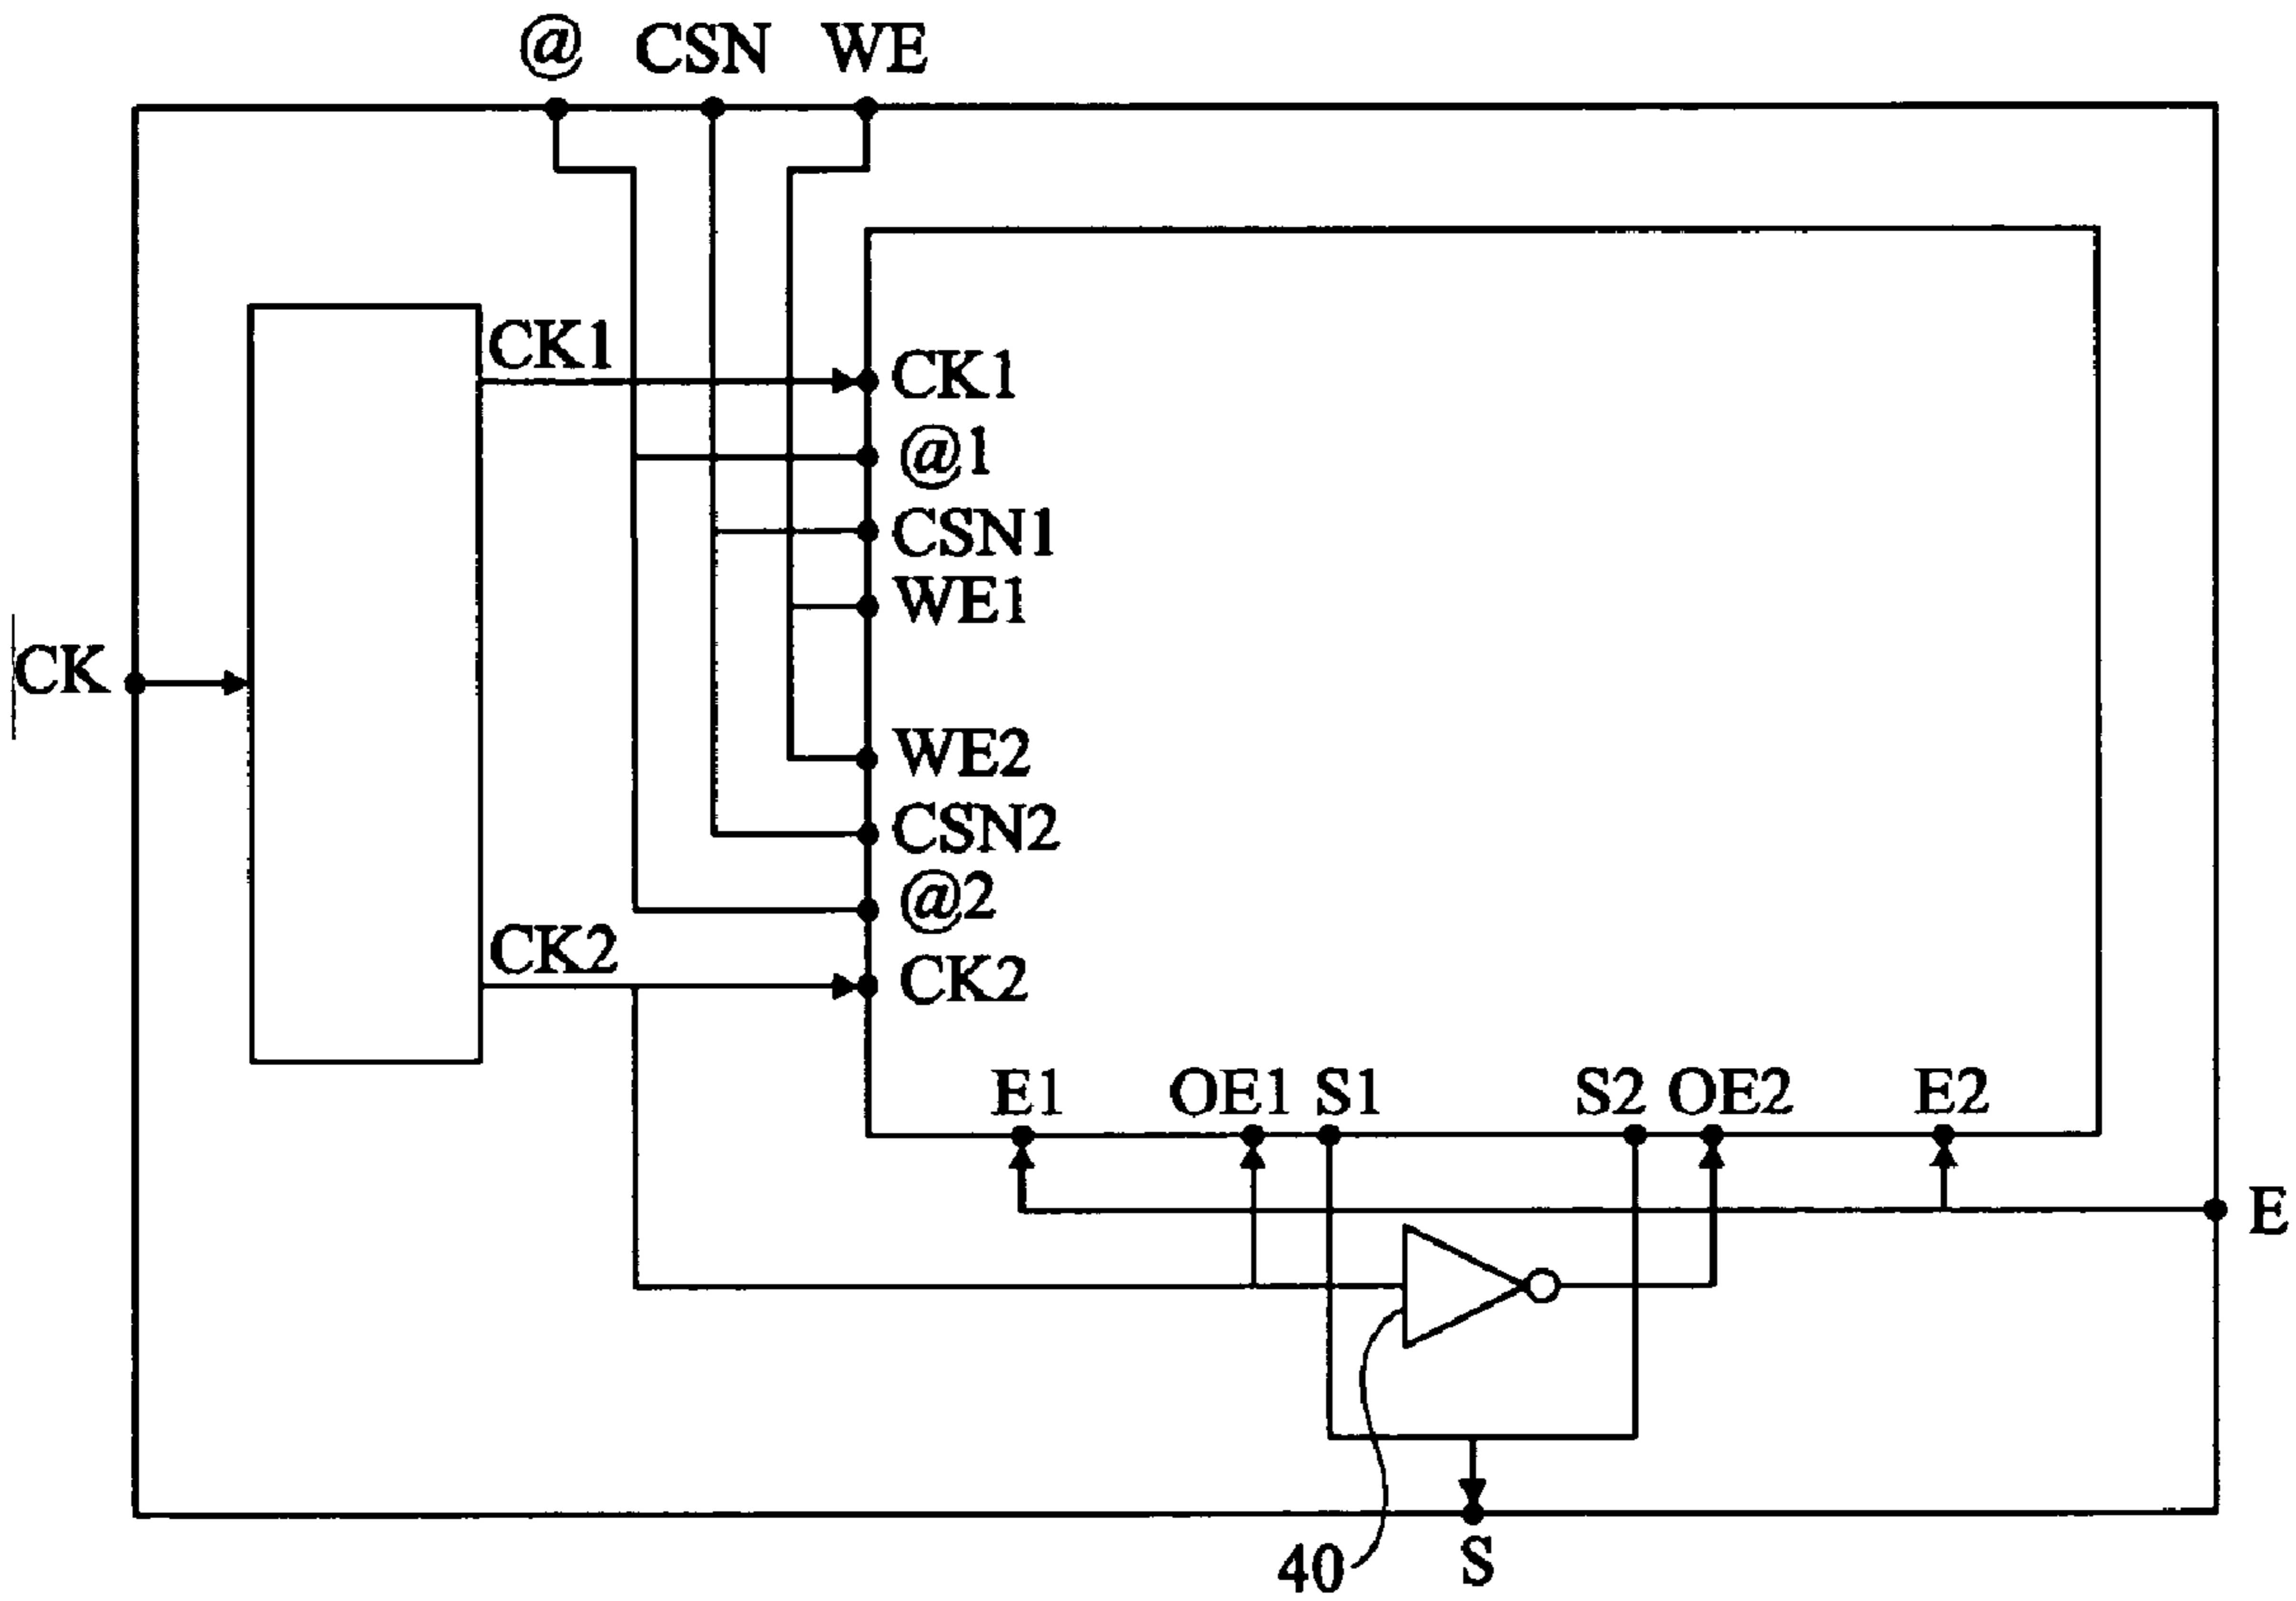 @ CSN WE
CK1
CK1
@1
CSN1
WE1
CK
WE2
CSN2
@2
CK2
CK2
E1 OE1 S1 S2 OE2 E2
E
40 S